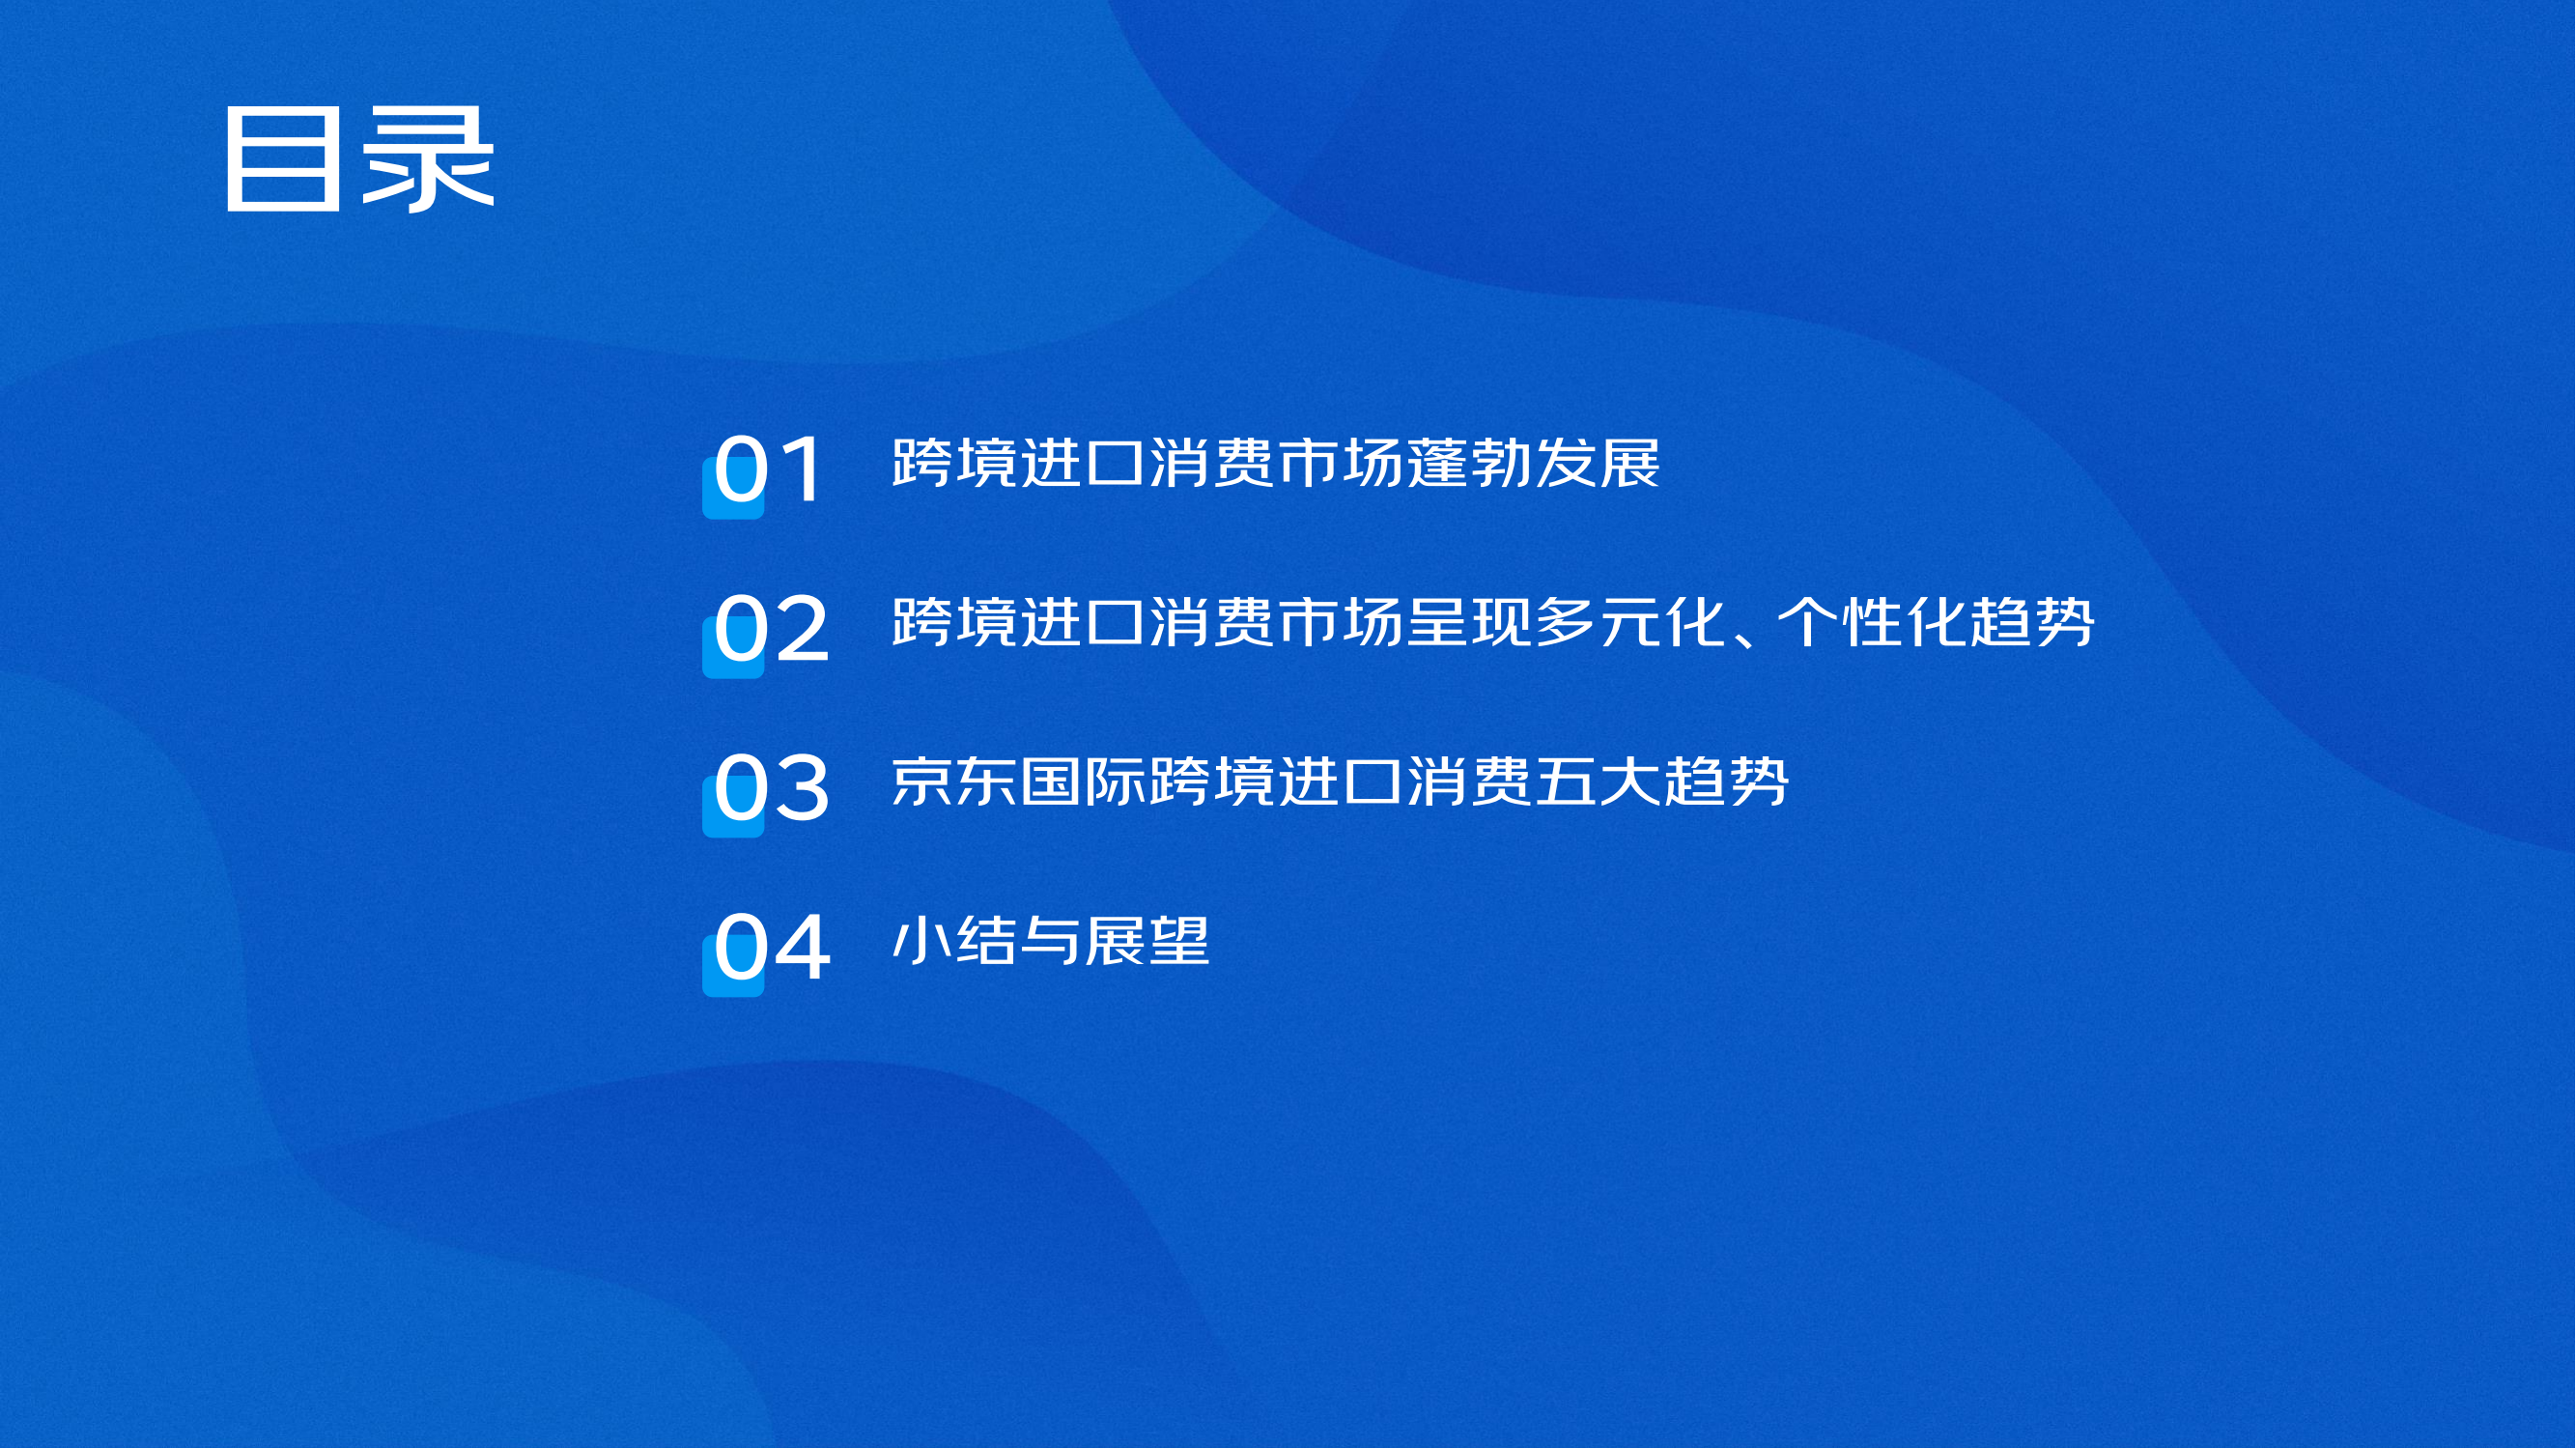 目录
01 跨境进口消费市场蓬勃发展
02 跨境进口消费市场呈现多元化、个性化趋势
03 京东国际跨境进口消费五大趋势
04 小结与展望